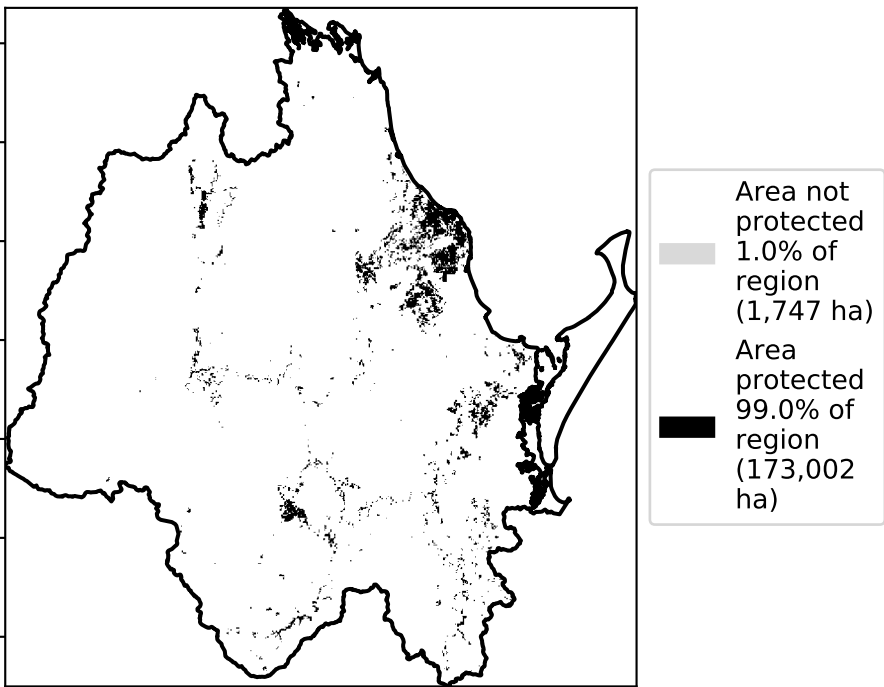 Area not
protected
1.0% of
region
(1,747 ha)
Area
protected
99.0% of
region
(173,002
ha)